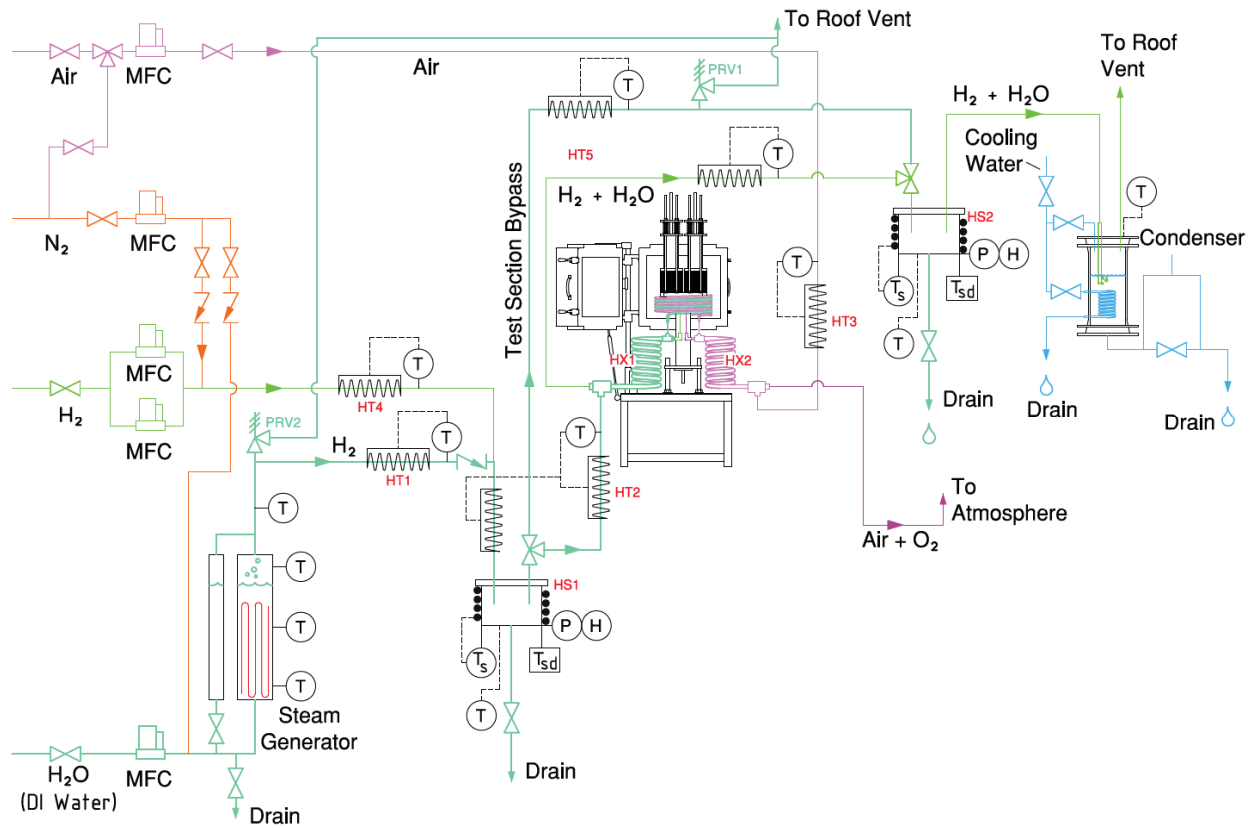 To Roof Vent
Air
MFC
Air
PRV1
T
To Roof
Vent
H₂ + H₂O
Cooling
Water
T
HT5
T
H₂ + H₂O
Test Section Bypass
N₂
MFC
HS2
T
Condenser
P
H
Ts
Tsd
T
T
HT3
MFC
H₂
MFC
T
HT4
HX1
HX2
Drain
Drain
Drain
PRV2
H₂
T
HT1
T
HT2
To
Atmosphere
Air + O₂
T
T
T
T
HS1
P
H
Ts
Tsd
T
Steam
Generator
H₂O
(DI Water)
MFC
Drain
Drain